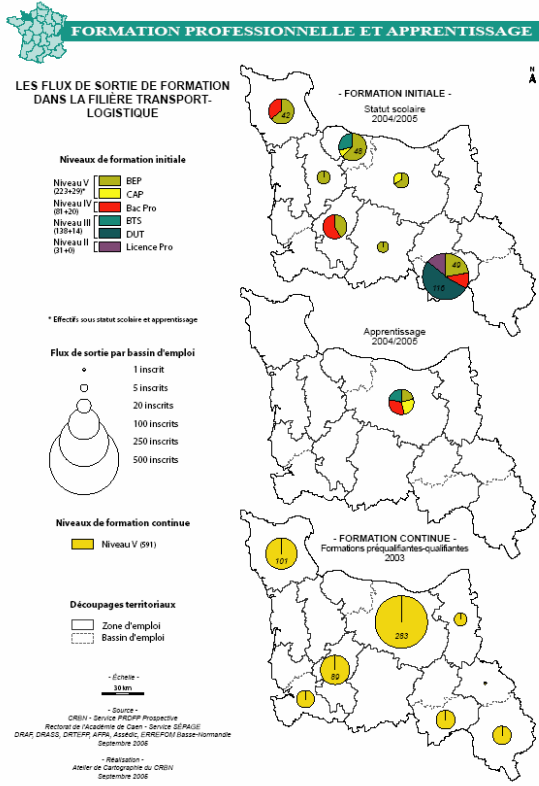 FORMATION PROFESSIONNELLE ET APPRENTISSAGE
LES FLUX DE SORTIE DE FORMATION
DANS LA FILIÈRE TRANSPORT-
LOGISTIQUE
Niveaux de formation initiale
Niveau V
(223+29)*
BEP
CAP
Niveau IV
(81+20)
Bac Pro
Niveau III
(138+14)
BTS
DUT
Niveau II
(31+0)
Licence Pro
* Effectifs sous statut scolaire et apprentissage
Flux de sortie par bassin d'emploi
1 inscrit
5 inscrits
20 inscrits
100 inscrits
250 inscrits
500 inscrits
Niveaux de formation continue
Niveau V (591)
Découpages territoriaux
Zone d'emploi
Bassin d'emploi
- Échelle -
30 km
- Source -
CRBN - Service PRDFP Prospective
Rectorat de l'Académie de Caen - Service SÉPAGE
DRAF, DRASS, DRTEFP, AFPA, Assédic, ERREFOM Basse-Normandie
Septembre 2006
- Réalisation -
Atelier de Cartographie du CRBN
Septembre 2006
N
- FORMATION INITIALE -
Statut scolaire
2004/2005
42
48
49
116
Apprentissage
2004/2005
- FORMATION CONTINUE -
Formations préqualifiantes-qualifiantes
2003
101
283
89